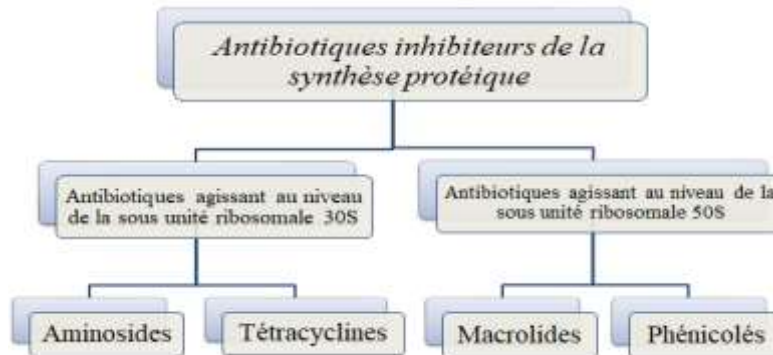 Antibiotiques inhibiteurs de la
synthèse protéique
Antibiotiques agissant au niveau
de la sous unité ribosomale 30S
Antibiotiques agissant au niveau de la
sous unité ribosomale 50S
Aminosides
Tétracyclines
Macrolides
Phénicolés